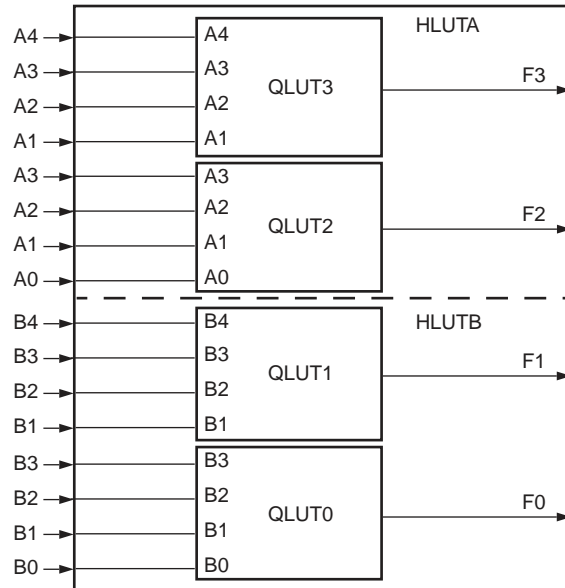 HLUTA
A4 A4
A3 A3
QLUT3 F3
A2 A2
A1 A1
A3 A3
A2 A2
QLUT2 F2
A1 A1
A0 A0
HLUTB
B4 B4
B3 B3
QLUT1 F1
B2 B2
B1 B1
B3 B3
B2 B2
QLUT0 F0
B1 B1
B0 B0